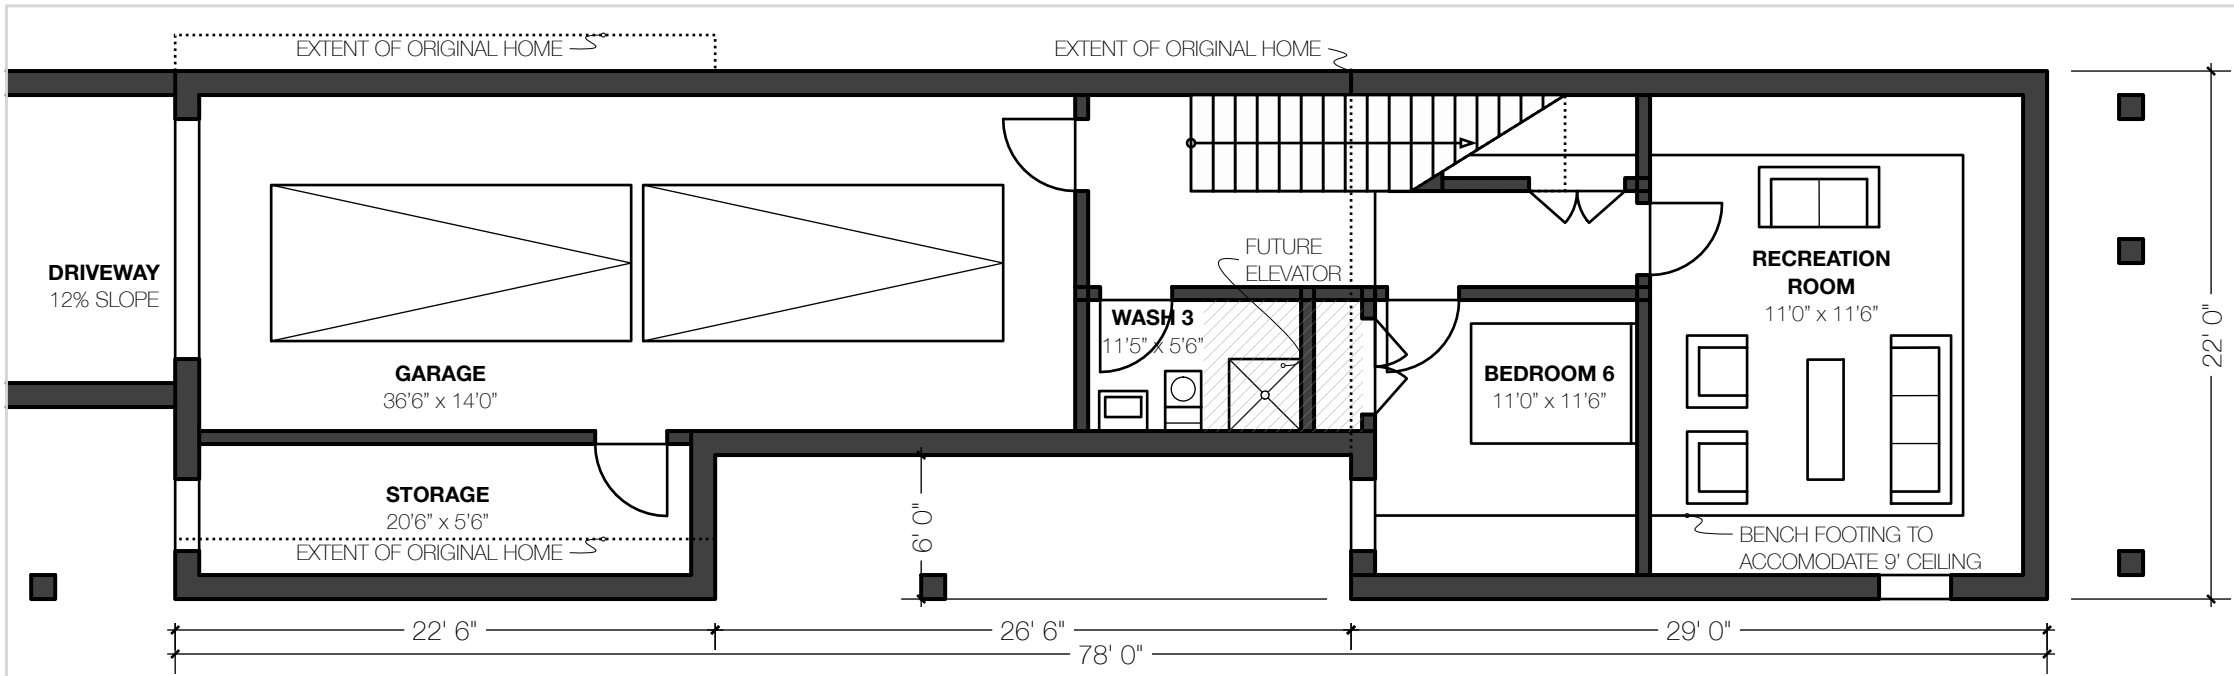 EXTENT OF ORIGINAL HOME
EXTENT OF ORIGINAL HOME
DRIVEWAY
12% SLOPE
GARAGE
36'6" x 14'0"
STORAGE
20'6" x 5'6"
EXTENT OF ORIGINAL HOME
FUTURE
ELEVATOR
WASH 3
11'5" x 5'6"
BEDROOM 6
11'0" x 11'6"
RECREATION
ROOM
11'0" x 11'6"
BENCH FOOTING TO
ACCOMODATE 9' CEILING
6' 0"
22' 0"
22' 6"
26' 6"
29' 0"
78' 0"